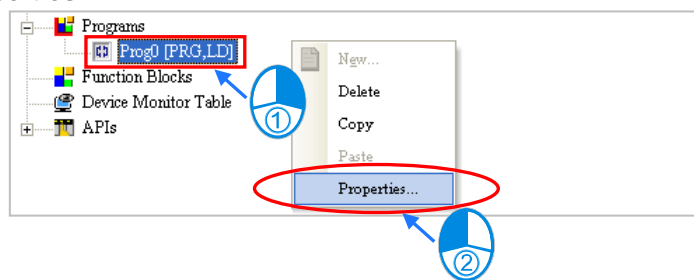 Programs
Prog0 [PRG,LD]
Function Blocks
Device Monitor Table
APIs
New...
Delete
Copy
Paste
Properties...
1
2